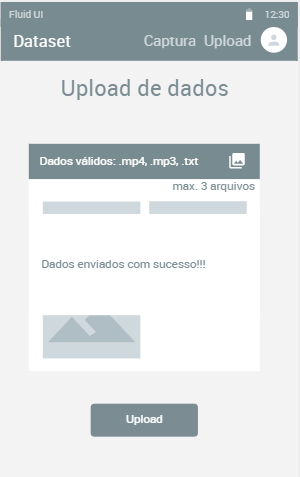 Fluid UI 12:30
Dataset Captura Upload
Upload de dados
Dados válidos: .mp4, .mp3, .txt
max. 3 arquivos
Dados enviados com sucesso!!!
Upload